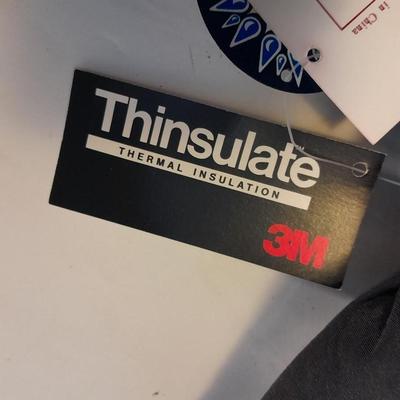 in China
Thinsulate
THERMAL INSULATION
3M